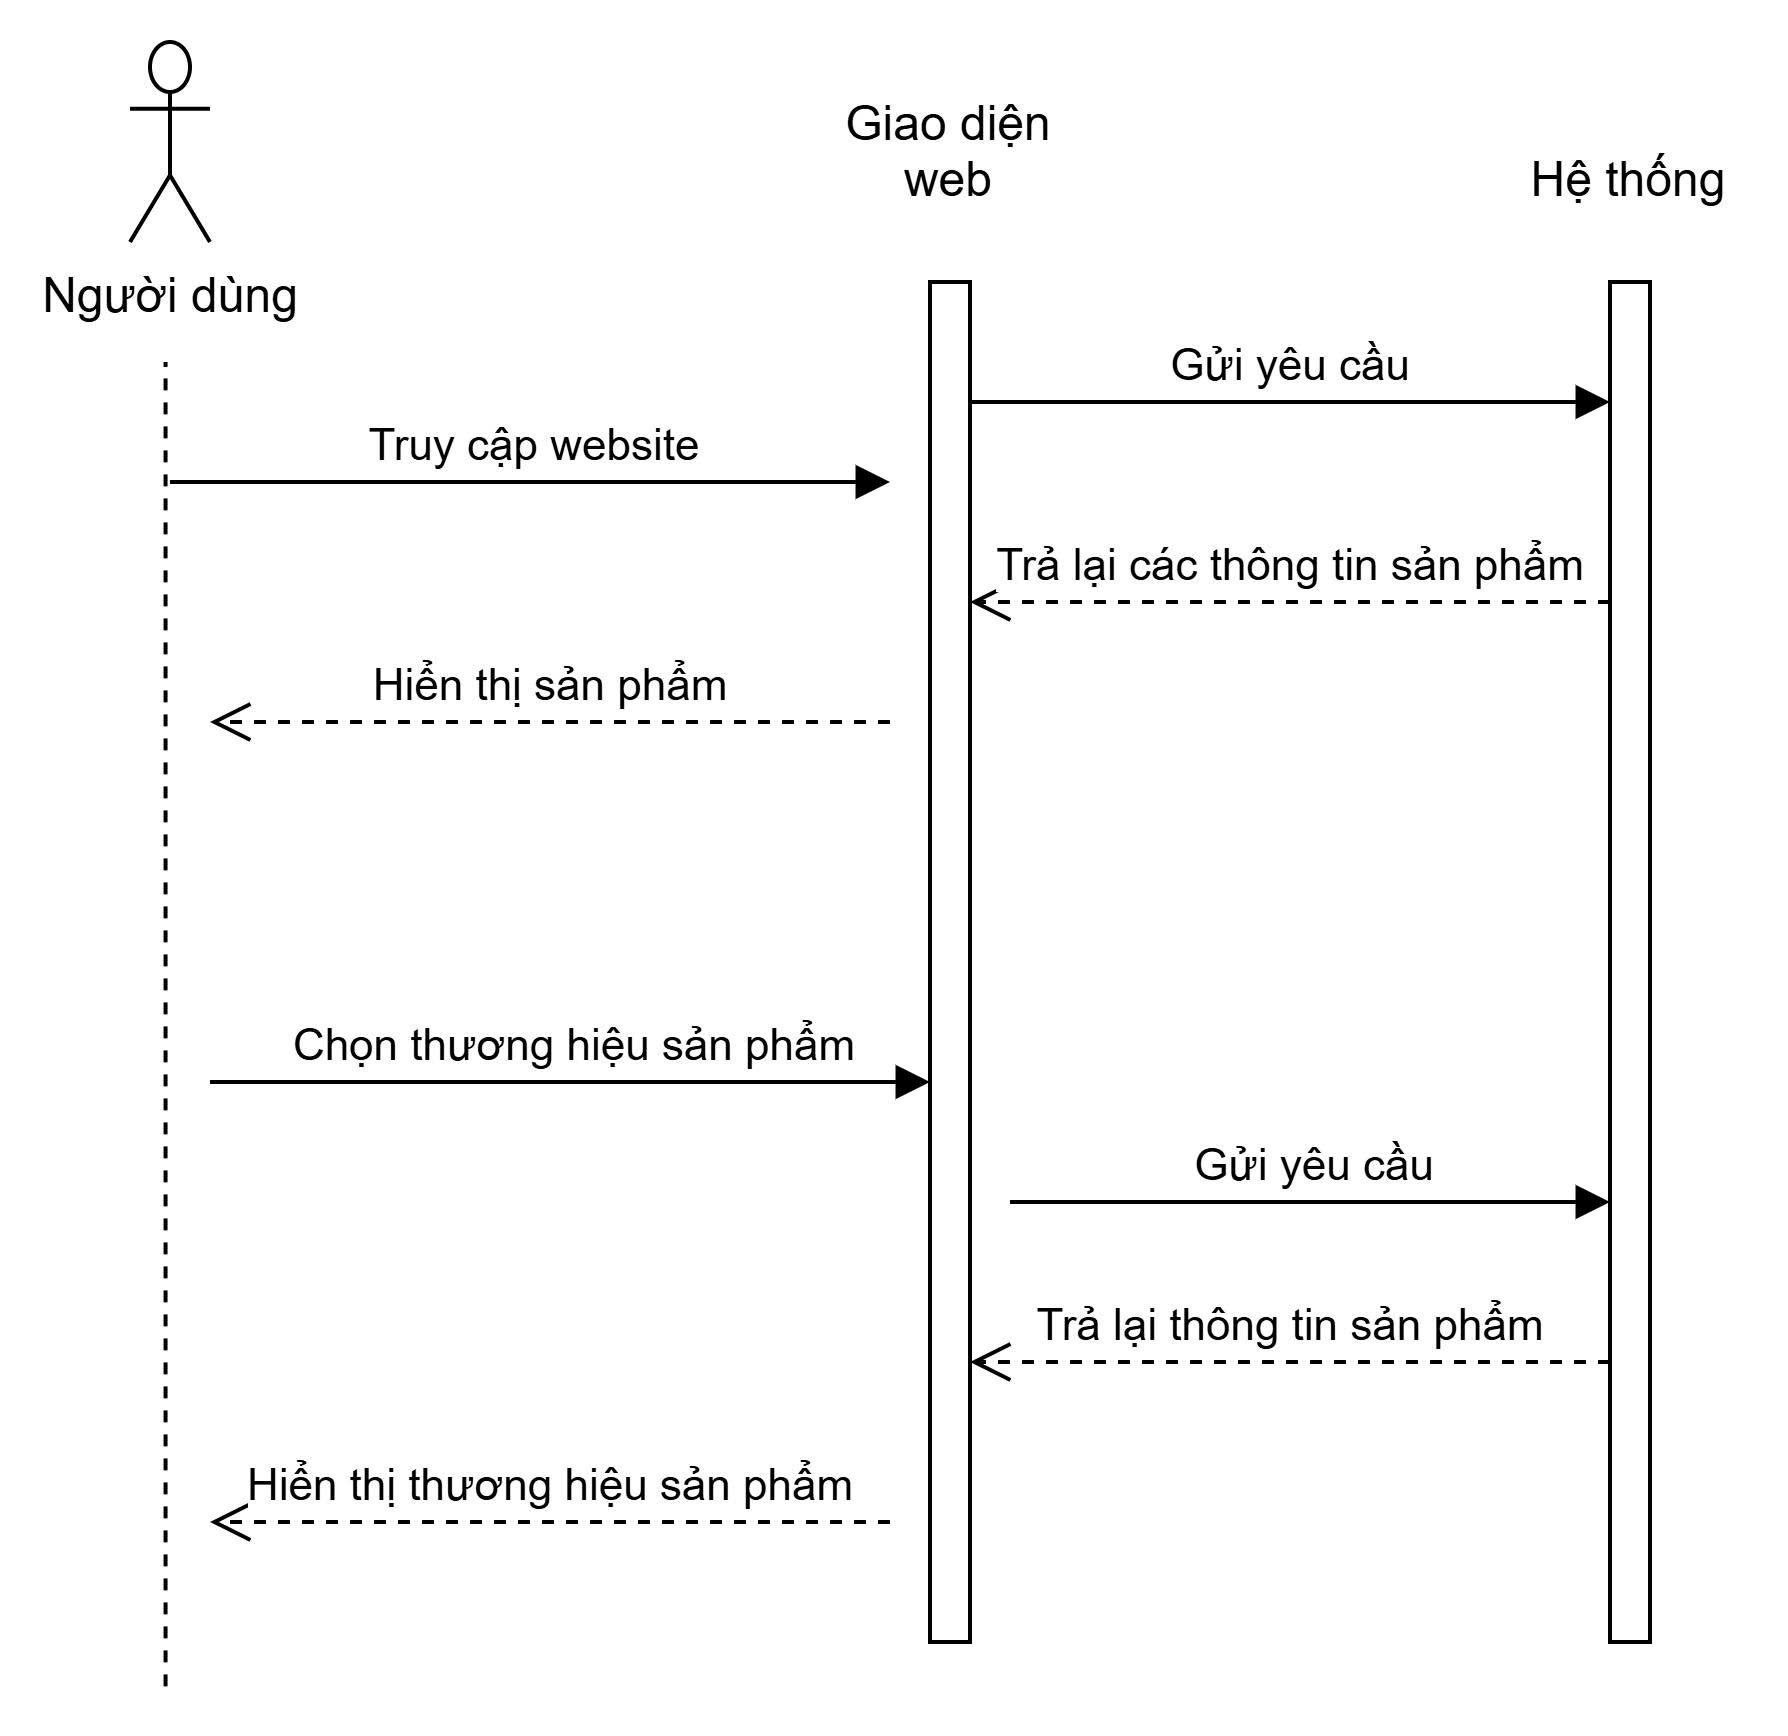 Giao diện
web
Hệ thống
Người dùng
Gửi yêu cầu
Truy cập website
Trả lại các thông tin sản phẩm
Hiển thị sản phẩm
Chọn thương hiệu sản phẩm
Gửi yêu cầu
Trả lại thông tin sản phẩm
Hiển thị thương hiệu sản phẩm